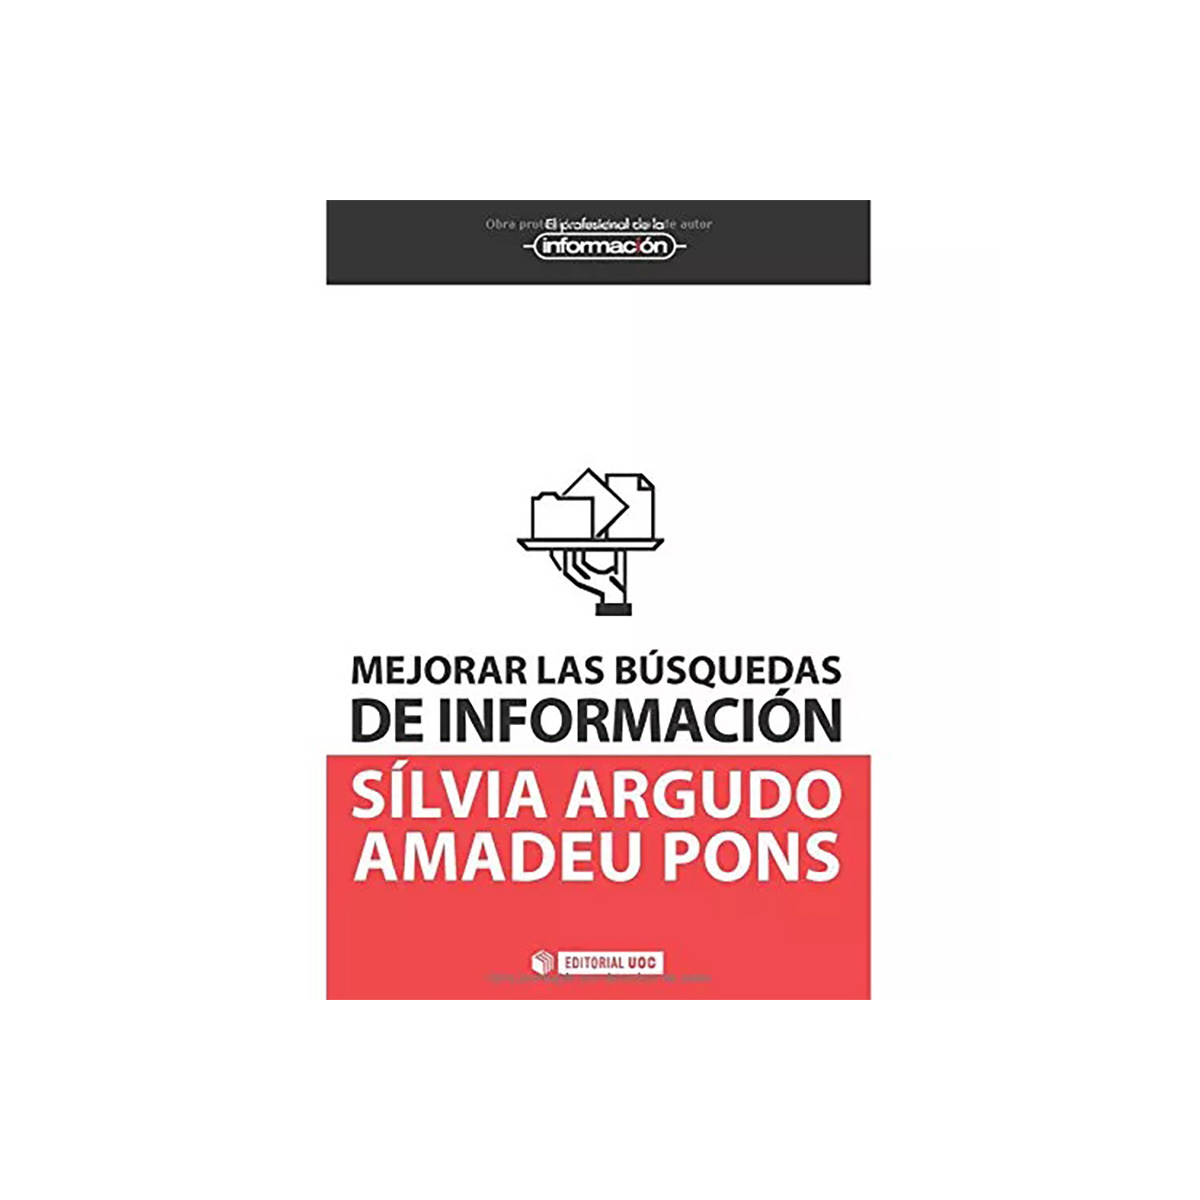 El profesional de la
información
MEJORAR LAS BÚSQUEDAS
DE INFORMACIÓN
SÍLVIA ARGUDO
AMADEU PONS
EDITORIAL UOC